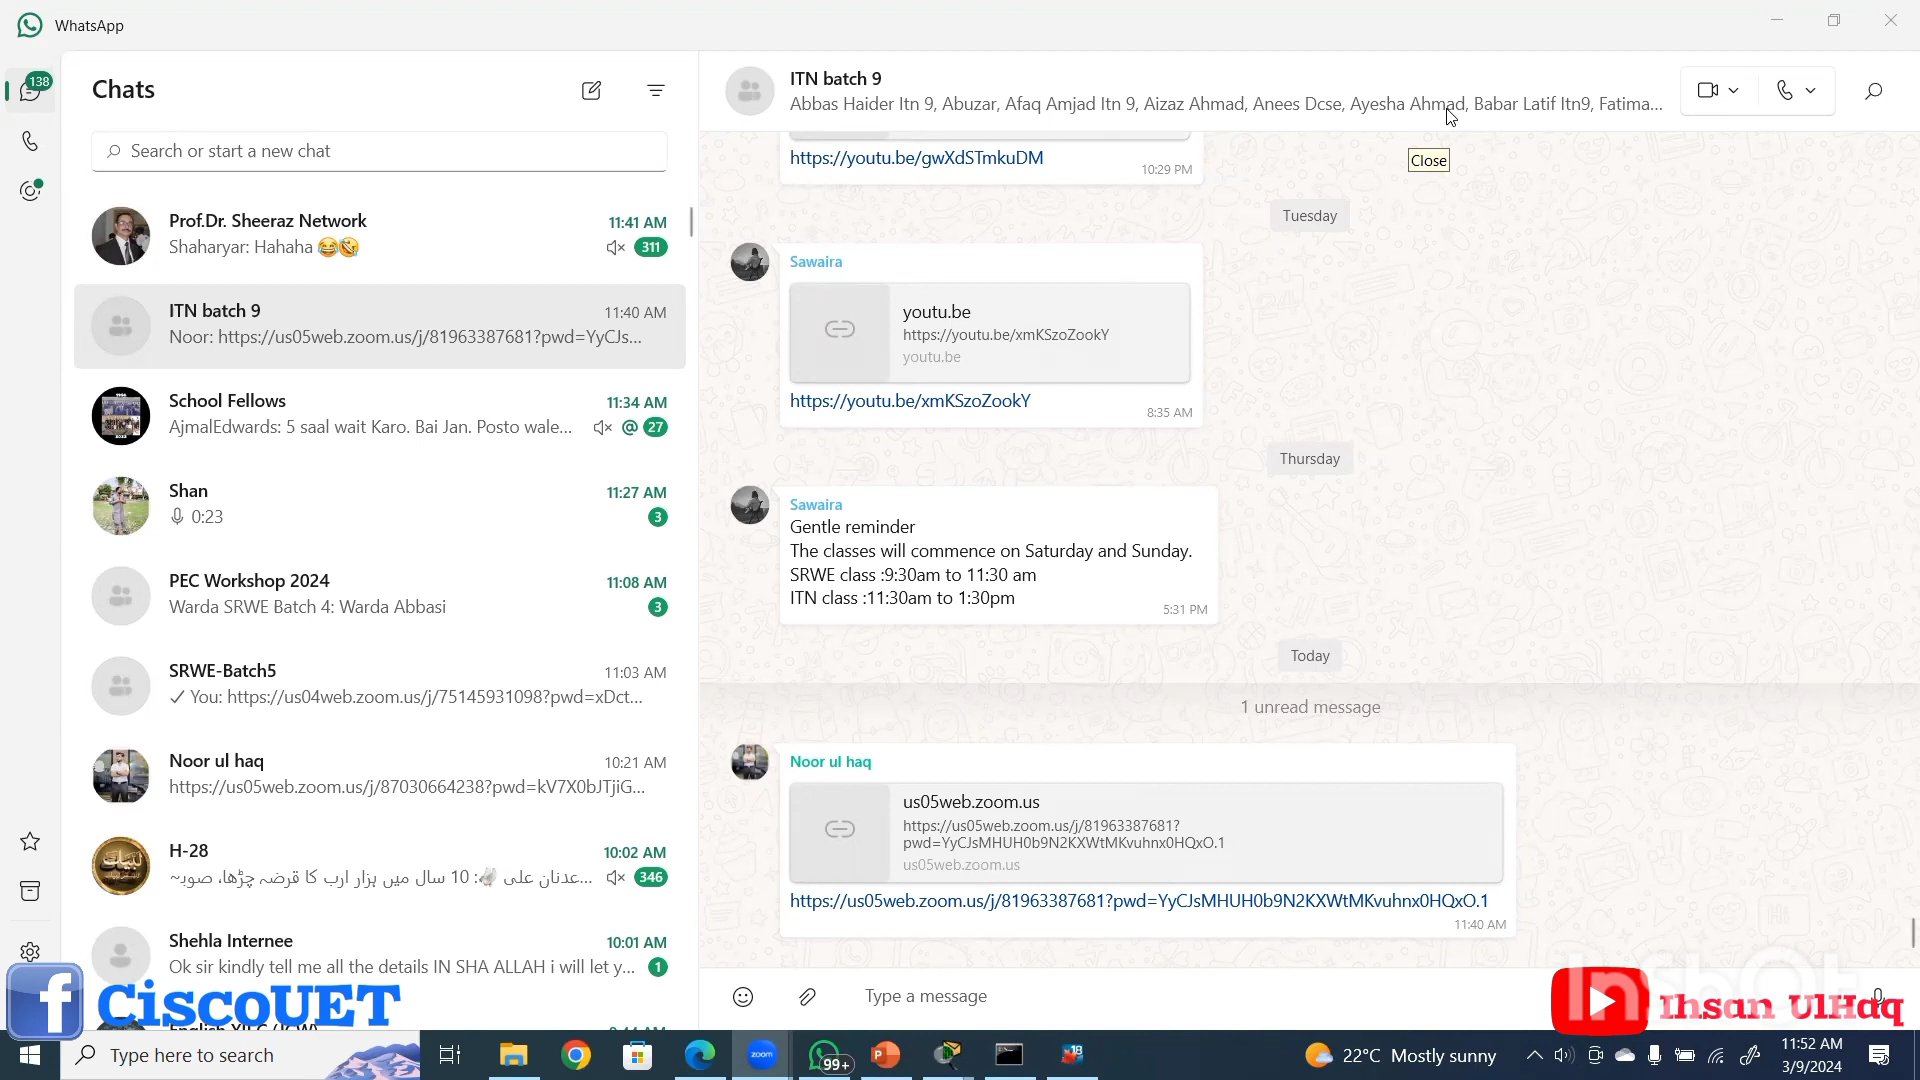 WhatsApp
138
Chats
Search or start a new chat
Prof.Dr. Sheeraz Network
11:41 AM
Shaharyar: Hahaha 😂🤣
311
ITN batch 9
11:40 AM
Noor: https://us05web.zoom.us/j/81963387681?pwd=YyCJs...
School Fellows
11:34 AM
AjmalEdwards: 5 saal wait Karo. Bai Jan. Posto wale...
@ 27
Shan
11:27 AM
0:23
3
PEC Workshop 2024
11:08 AM
Warda SRWE Batch 4: Warda Abbasi
3
SRWE-Batch5
11:03 AM
✓ You: https://us04web.zoom.us/j/75145931098?pwd=xDct...
Noor ul haq
10:21 AM
https://us05web.zoom.us/j/87030664238?pwd=kV7X0bJTjiG...
H-28
10:02 AM
~عدنان علی 🕊: 10 سال میں ہزار ارب کا قرضہ چڑھا، صوبہ...
346
Shehla Internee
10:01 AM
Ok sir kindly tell me all the details IN SHA ALLAH i will let y...
1
ITN batch 9
Abbas Haider Itn 9, Abuzar, Afaq Amjad Itn 9, Aizaz Ahmad, Anees Dcse, Ayesha Ahmad, Babar Latif Itn9, Fatima...
Close
https://youtu.be/gwXdSTmkuDM
10:29 PM
Tuesday
Sawaira
youtu.be
https://youtu.be/xmKSzoZookY
youtu.be
https://youtu.be/xmKSzoZookY
8:35 AM
Thursday
Sawaira
Gentle reminder
The classes will commence on Saturday and Sunday.
SRWE class :9:30am to 11:30 am
ITN class :11:30am to 1:30pm
5:31 PM
Today
1 unread message
Noor ul haq
us05web.zoom.us
https://us05web.zoom.us/j/81963387681?
pwd=YyCJsMHUH0b9N2KXWtMKvuhnx0HQxO.1
us05web.zoom.us
https://us05web.zoom.us/j/81963387681?pwd=YyCJsMHUH0b9N2KXWtMKvuhnx0HQxO.1
11:40 AM
Type a message
f CiscoUET
InShOt
Ihsan UlHaq
Type here to search
zoom
99+
22°C Mostly sunny
11:52 AM
3/9/2024